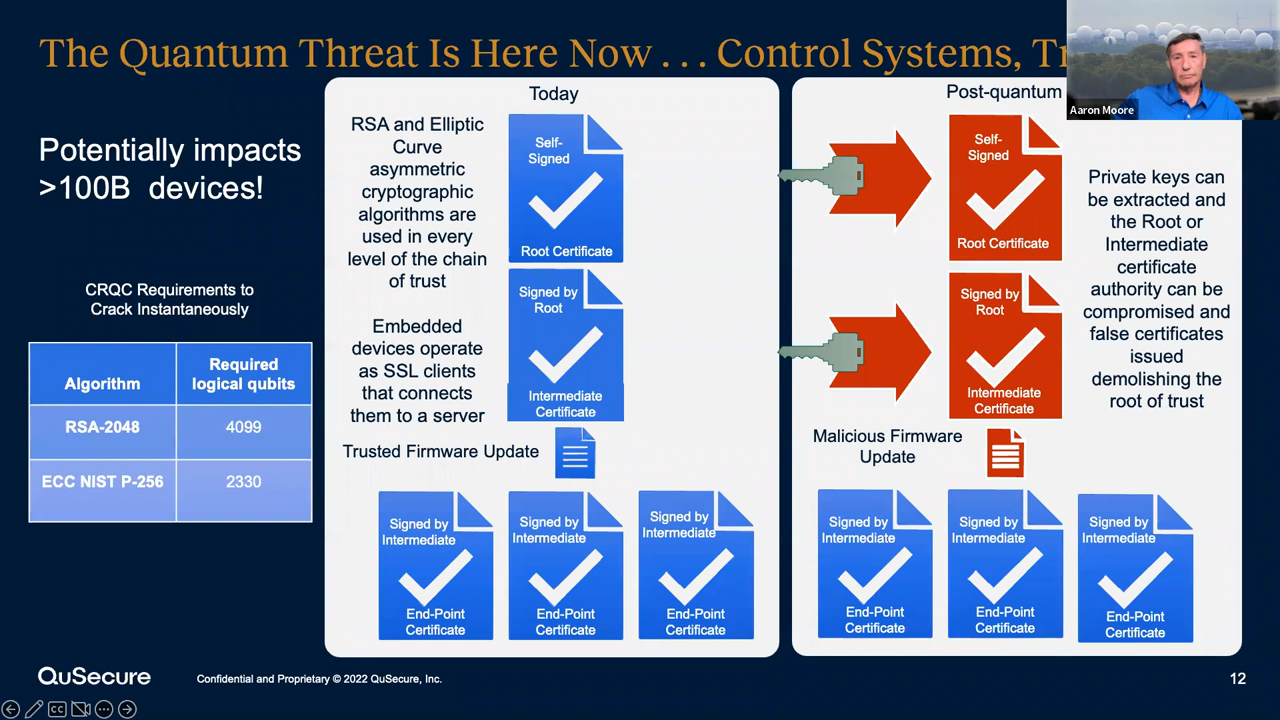 The Quantum Threat Is Here Now . . . Control Systems, Tr
Aaron Moore
Potentially impacts
>100B devices!
CRQC Requirements to
Crack Instantaneously
Algorithm
Required
logical qubits
RSA-2048
4099
ECC NIST P-256
2330
Today
RSA and Elliptic
Curve
asymmetric
cryptographic
algorithms are
used in every
level of the chain
of trust
Embedded
devices operate
as SSL clients
that connects
them to a server
Self-
Signed
Root Certificate
Signed by
Root
Intermediate
Certificate
Trusted Firmware Update
Signed by
Intermediate
End-Point
Certificate
Signed by
Intermediate
End-Point
Certificate
Signed by
Intermediate
End-Point
Certificate
Post-quantum
Self-
Signed
Root Certificate
Signed by
Root
Intermediate
Certificate
Private keys can
be extracted and
the Root or
Intermediate
certificate
authority can be
compromised and
false certificates
issued
demolishing the
root of trust
Malicious Firmware
Update
Signed by
Intermediate
End-Point
Certificate
Signed by
Intermediate
End-Point
Certificate
Signed by
Intermediate
End-Point
Certificate
QuSecure
Confidential and Proprietary © 2022 QuSecure, Inc.
12
CC